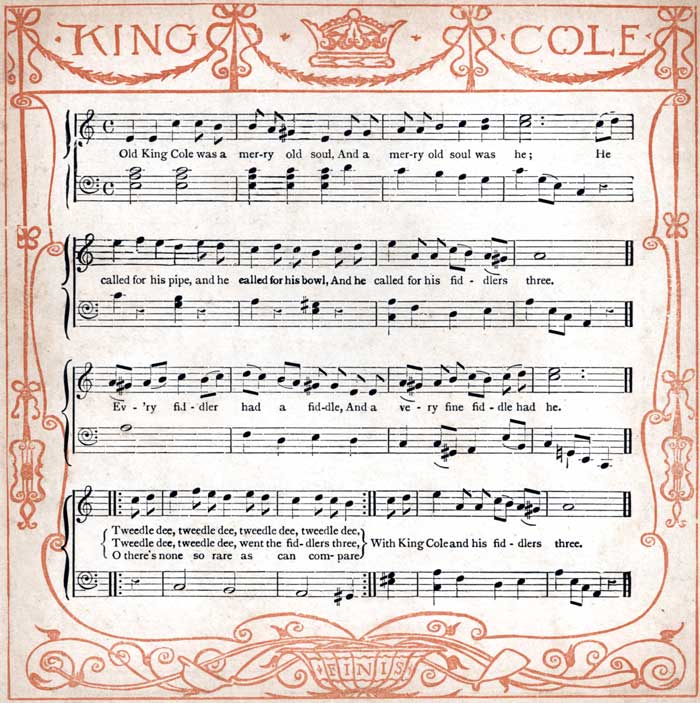 KING COLE
Old King Cole was a mer-ry old soul, And a mer-ry old soul was he; He
called for his pipe, and he ealled for his bowl, And he called for his fid - dlers three.
Ev-'ry fid-dler had a fid-dle, And a ve-ry fine fid-dle had he.
Tweedle dee, tweedle dee, tweedle dee, tweedle dee,
Tweedle dee, tweedle dee, went the fid-dlers three,
O there's none so rare as can com-pare
With King Cole and his fid - dlers three.
FINIS